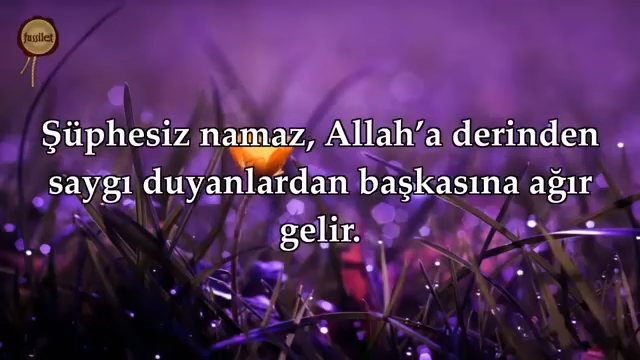 fazilet
Şüphesiz namaz, Allah’a derinden
saygı duyanlardan başkasına ağır
gelir.